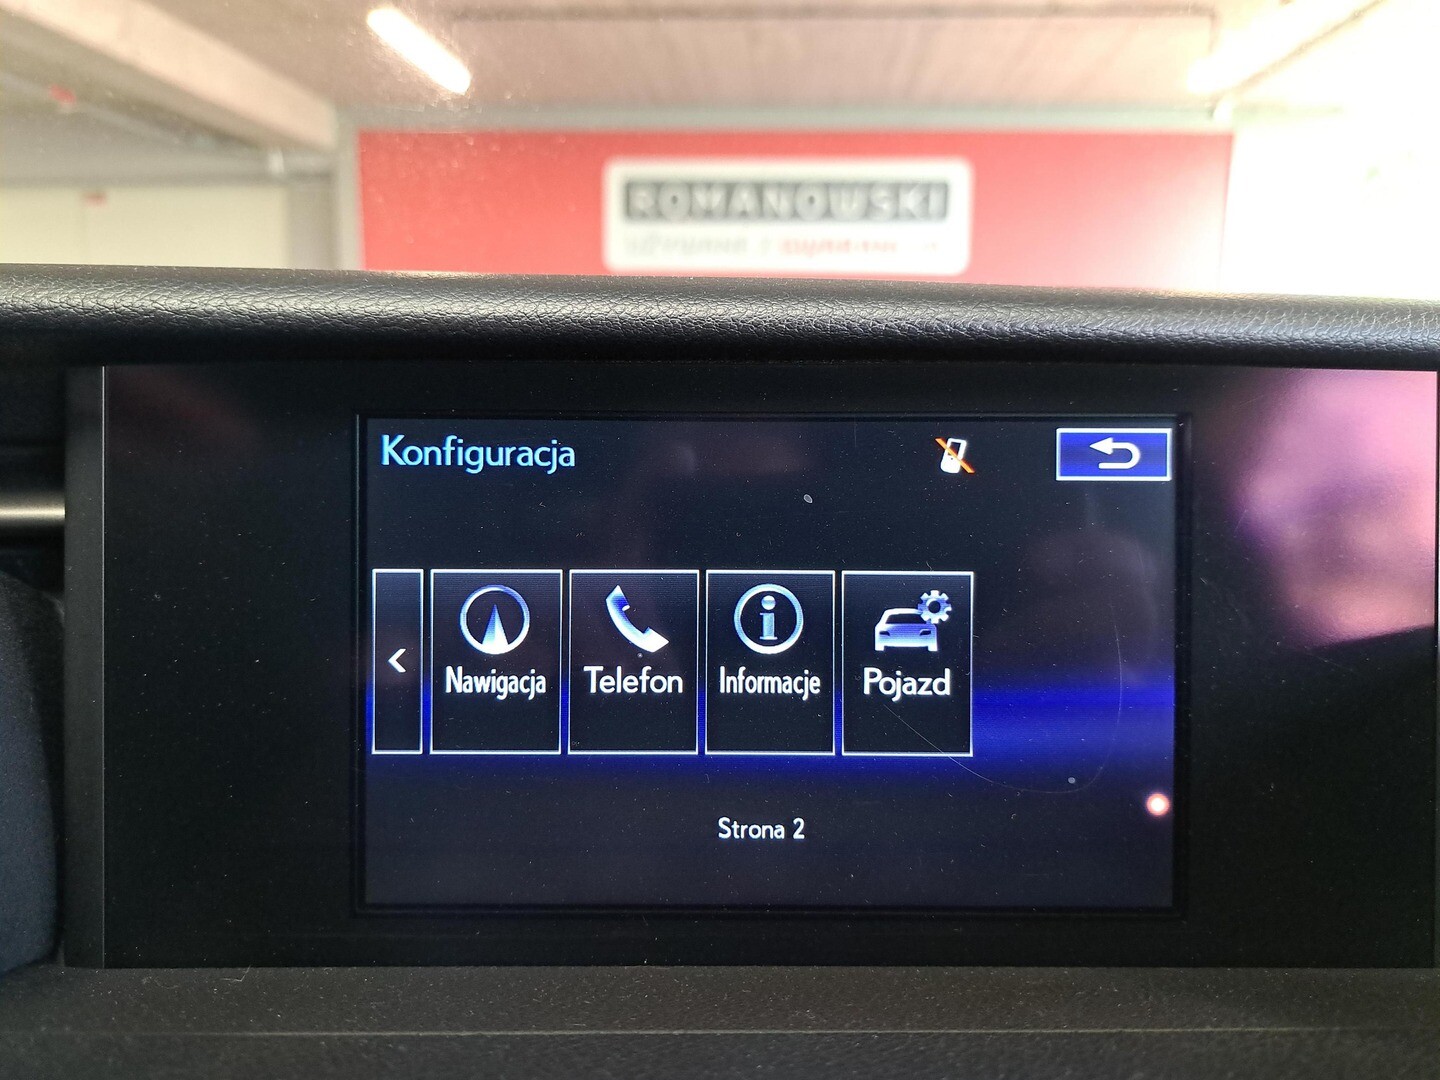 ROMANOWSKI
Konfiguracja
Nawigacja
Telefon
Informacje
Pojazd
Strona 2